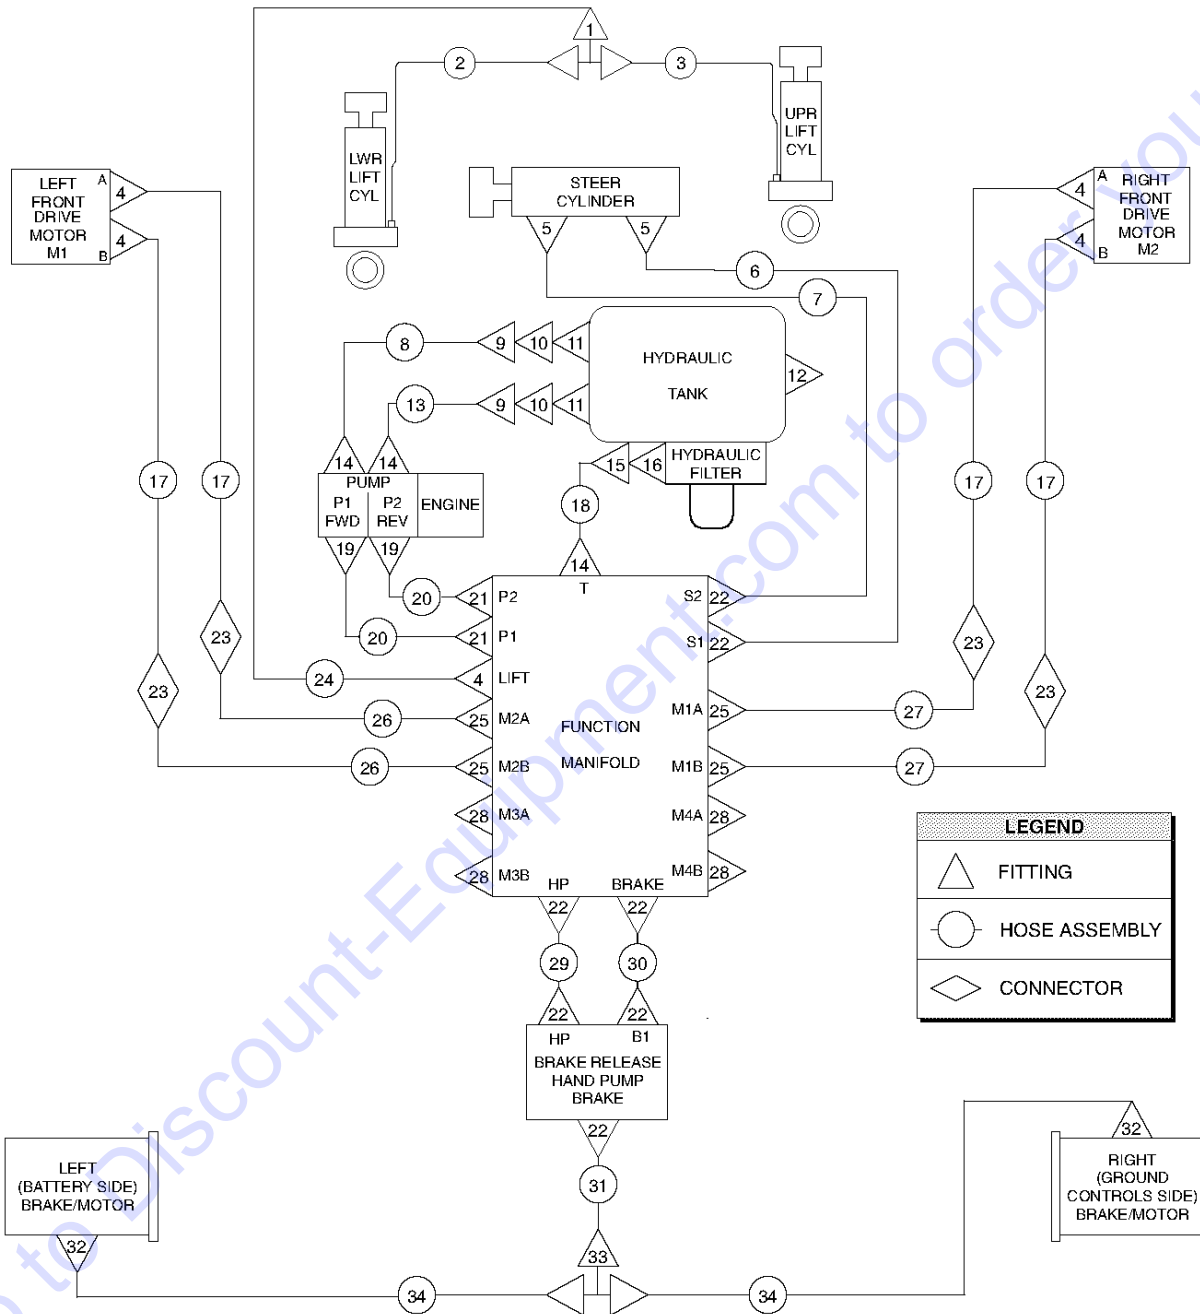 1
2
3
LWR
LIFT
CYL
UPR
LIFT
CYL
STEER
CYLINDER
LEFT
FRONT
DRIVE
MOTOR
M1
A
B
4
4
5
5
6
7
4
4
A
B
RIGHT
FRONT
DRIVE
MOTOR
M2
8
9
10
11
HYDRAULIC
TANK
12
13
9
10
11
14
14
PUMP
P1
FWD
P2
REV
ENGINE
15
16
HYDRAULIC
FILTER
17
17
17
17
18
19
19
14
T
20
21
P2
S2
22
20
21
P1
S1
22
23
23
23
23
24
4
LIFT
26
25
M2A
M1A
25
27
FUNCTION
MANIFOLD
26
25
M2B
M1B
25
27
28
M3A
M4A
28
28
M3B
M4B
28
HP
BRAKE
22
22
29
30
22
22
HP
B1
BRAKE RELEASE
HAND PUMP
BRAKE
22
31
33
LEGEND
FITTING
HOSE ASSEMBLY
CONNECTOR
LEFT
(BATTERY SIDE)
BRAKE/MOTOR
32
32
RIGHT
(GROUND
CONTROLS SIDE)
BRAKE/MOTOR
34
34
to Discount-Equipment.com to order you